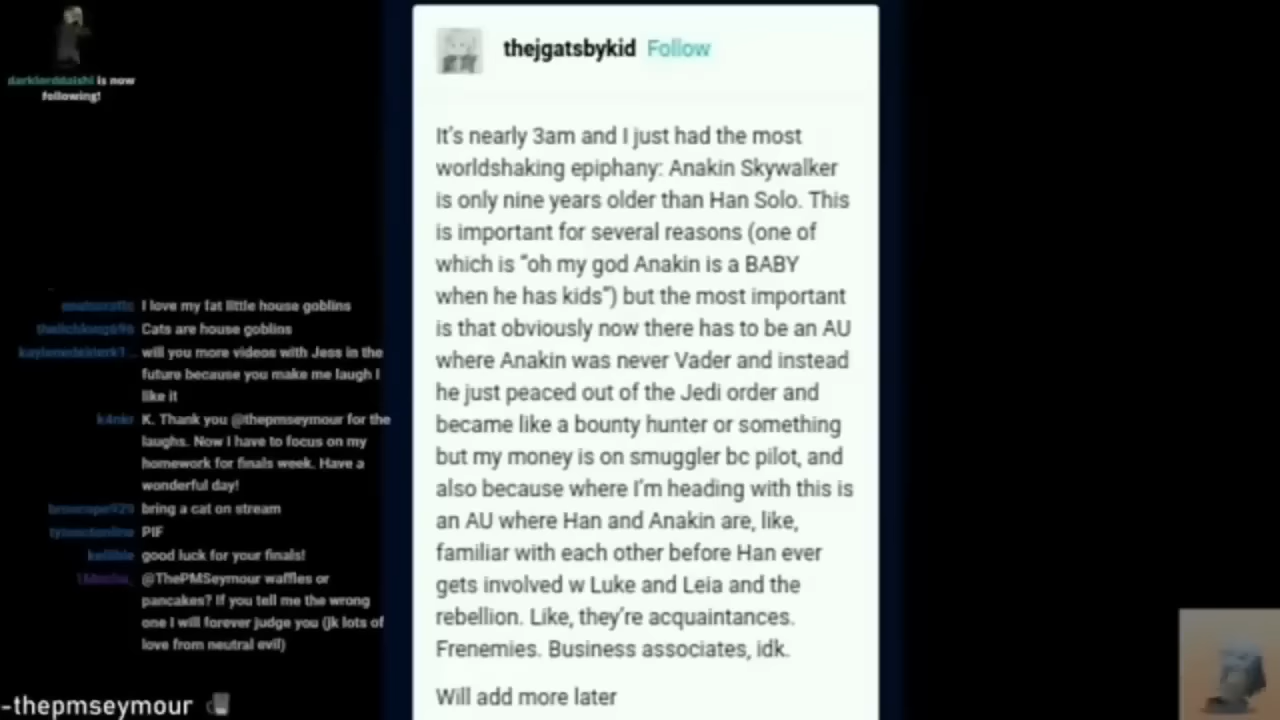 is now
following!
I love my fat little house goblins
Cats are house goblins
will you more videos with Jess in the
future because you make me laugh I
like it
k4nkr K. Thank you @thepmseymour for the
laughs. Now I have to focus on my
homework for finals week. Have a
wonderful day!
bring a cat on stream
PIF
good luck for your finals!
@ThePMSeymour waffles or
pancakes? If you tell me the wrong
one I will forever judge you (jk lots of
love from neutral evil)
-thepmseymour
thejgatsbykid Follow
It's nearly 3am and I just had the most
worldshaking epiphany: Anakin Skywalker
is only nine years older than Han Solo. This
is important for several reasons (one of
which is "oh my god Anakin is a BABY
when he has kids") but the most important
is that obviously now there has to be an AU
where Anakin was never Vader and instead
he just peaced out of the Jedi order and
became like a bounty hunter or something
but my money is on smuggler bc pilot, and
also because where I'm heading with this is
an AU where Han and Anakin are, like,
familiar with each other before Han ever
gets involved w Luke and Leia and the
rebellion. Like, they're acquaintances.
Frenemies. Business associates, idk.
Will add more later